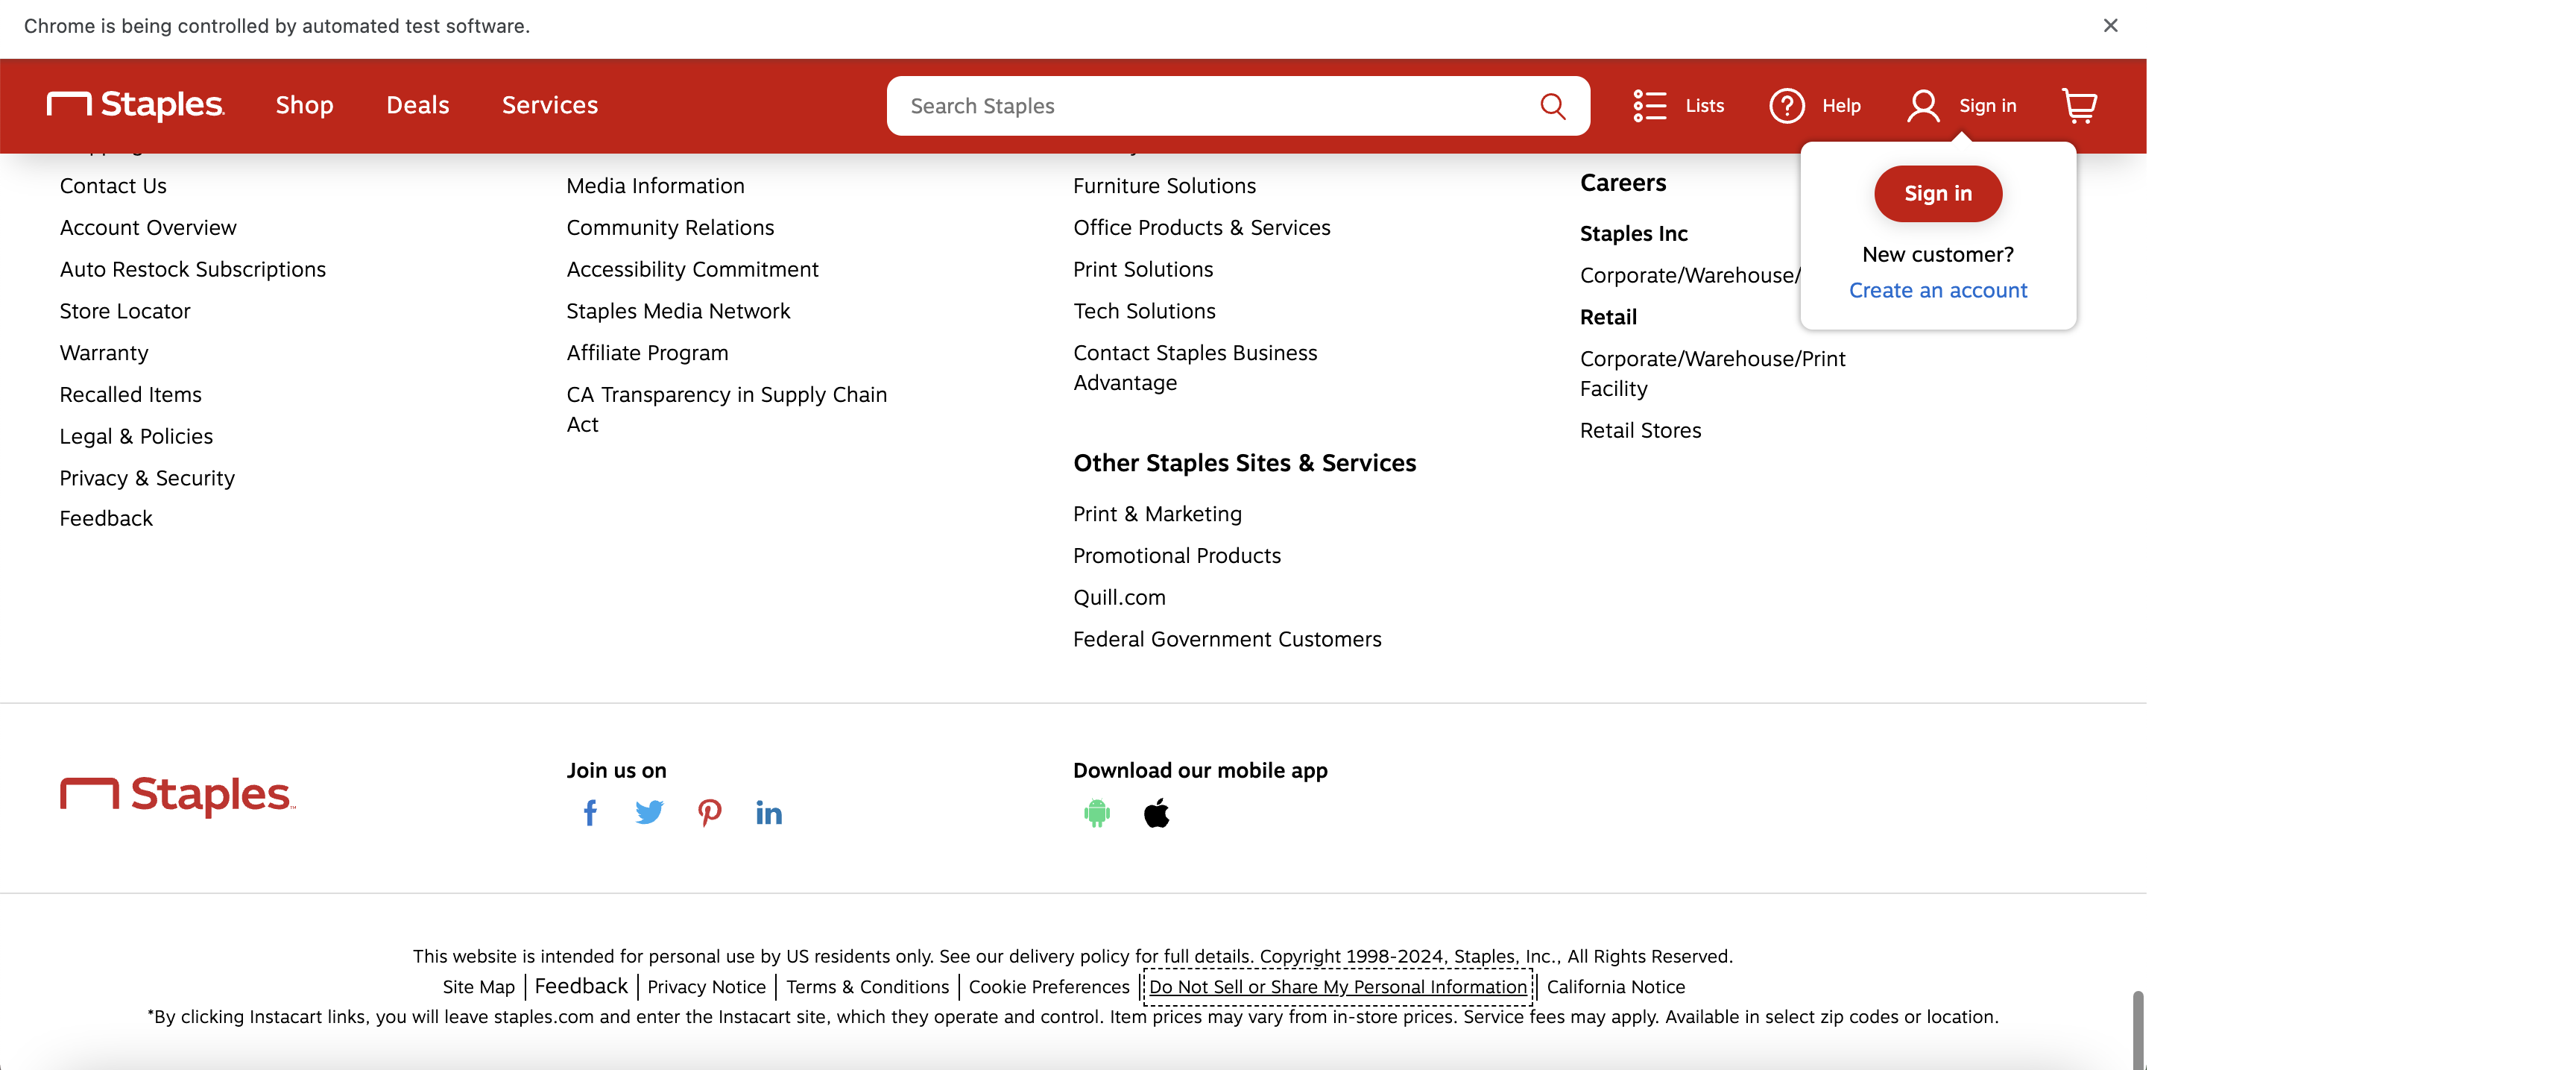 Chrome is being controlled by automated test software.
Staples
Shop
Deals
Services
Search Staples
Lists
Help
Sign in
Sign in
New customer?
Create an account
Contact Us
Account Overview
Auto Restock Subscriptions
Store Locator
Warranty
Recalled Items
Legal & Policies
Privacy & Security
Feedback
Media Information
Community Relations
Accessibility Commitment
Staples Media Network
Affiliate Program
CA Transparency in Supply Chain
Act
Furniture Solutions
Office Products & Services
Print Solutions
Tech Solutions
Contact Staples Business
Advantage
Other Staples Sites & Services
Print & Marketing
Promotional Products
Quill.com
Federal Government Customers
Careers
Staples Inc
Corporate/Warehouse/
Retail
Corporate/Warehouse/Print
Facility
Retail Stores
Staples™
Join us on
Download our mobile app
This website is intended for personal use by US residents only. See our delivery policy for full details. Copyright 1998-2024, Staples, Inc., All Rights Reserved.
Site Map | Feedback | Privacy Notice | Terms & Conditions | Cookie Preferences | Do Not Sell or Share My Personal Information | California Notice
*By clicking Instacart links, you will leave staples.com and enter the Instacart site, which they operate and control. Item prices may vary from in-store prices. Service fees may apply. Available in select zip codes or location.